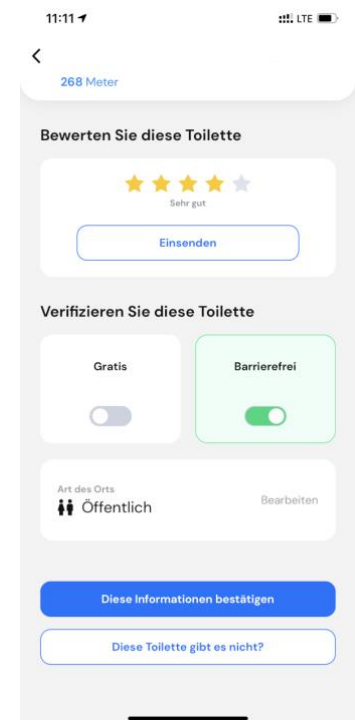 11:11
LTE
268 Meter
Bewerten Sie diese Toilette
Sehr gut
Einsenden
Verifizieren Sie diese Toilette
Gratis
Barrierefrei
Art des Orts
Öffentlich
Bearbeiten
Diese Informationen bestätigen
Diese Toilette gibt es nicht?